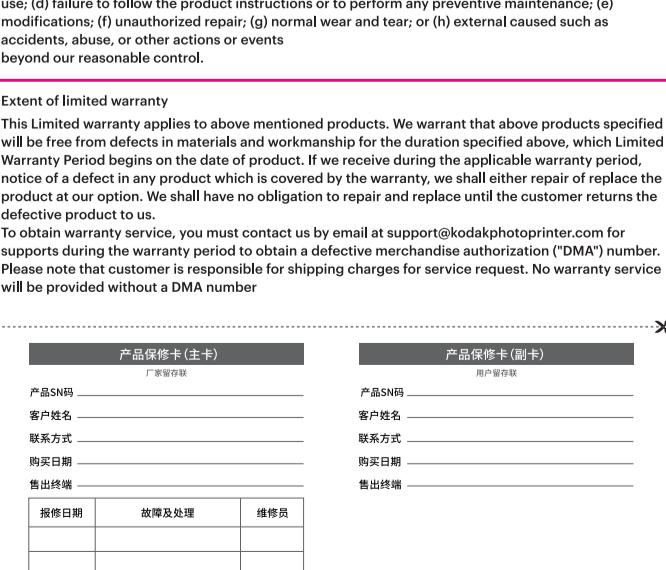 use; (d) failure to follow the product instructions or to perform any preventive maintenance; (e)
modifications; (f) unauthorized repair; (g) normal wear and tear; or (h) external caused such as
accidents, abuse, or other actions or events
beyond our reasonable control.
Extent of limited warranty
This Limited warranty applies to above mentioned products. We warrant that above products specified
will be free from defects in materials and workmanship for the duration specified above, which Limited
Warranty Period begins on the date of product. If we receive during the applicable warranty period,
notice of a defect in any product which is covered by the warranty, we shall either repair of replace the
product at our option. We shall have no obligation to repair and replace until the customer returns the
defective product to us.
To obtain warranty service, you must contact us by email at support@kodakphotoprinter.com for
supports during the warranty period to obtain a defective merchandise authorization ("DMA") number.
Please note that customer is responsible for shipping charges for service request. No warranty service
will be provided without a DMA number
产品保修卡(主卡)
厂家留存联
产品SN码
客户姓名
联系方式
购买日期
售出终端
报修日期 故障及处理 维修员
产品保修卡(副卡)
用户留存联
产品SN码
客户姓名
联系方式
购买日期
售出终端